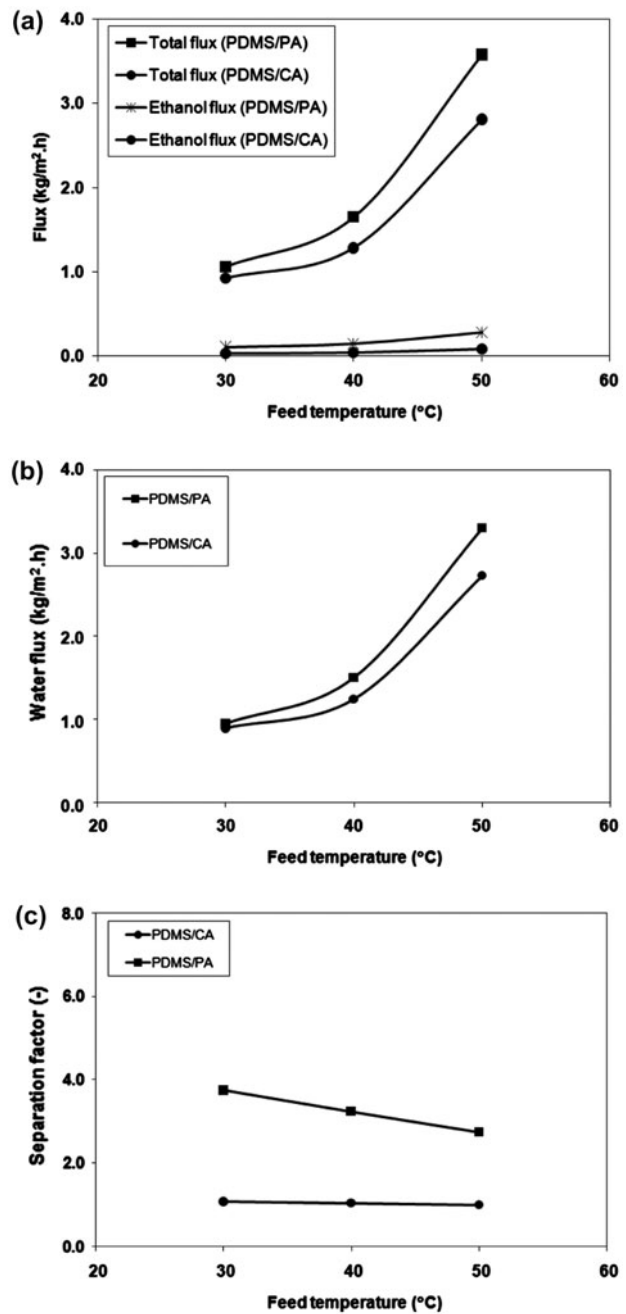 (a)
4.0
3.0
2.0
1.0
0.0
Flux (kg/m².h)
Total flux (PDMS/PA)
Total flux (PDMS/CA)
Ethanol flux (PDMS/PA)
Ethanol flux (PDMS/CA)
20 30 40 50 60
Feed temperature (°C)
(b)
4.0
3.0
2.0
1.0
0.0
Water flux (kg/m².h)
PDMS/PA
PDMS/CA
20 30 40 50 60
Feed temperature (°C)
(c)
8.0
6.0
4.0
2.0
0.0
Separation factor (-)
PDMS/CA
PDMS/PA
20 30 40 50 60
Feed temperature (°C)